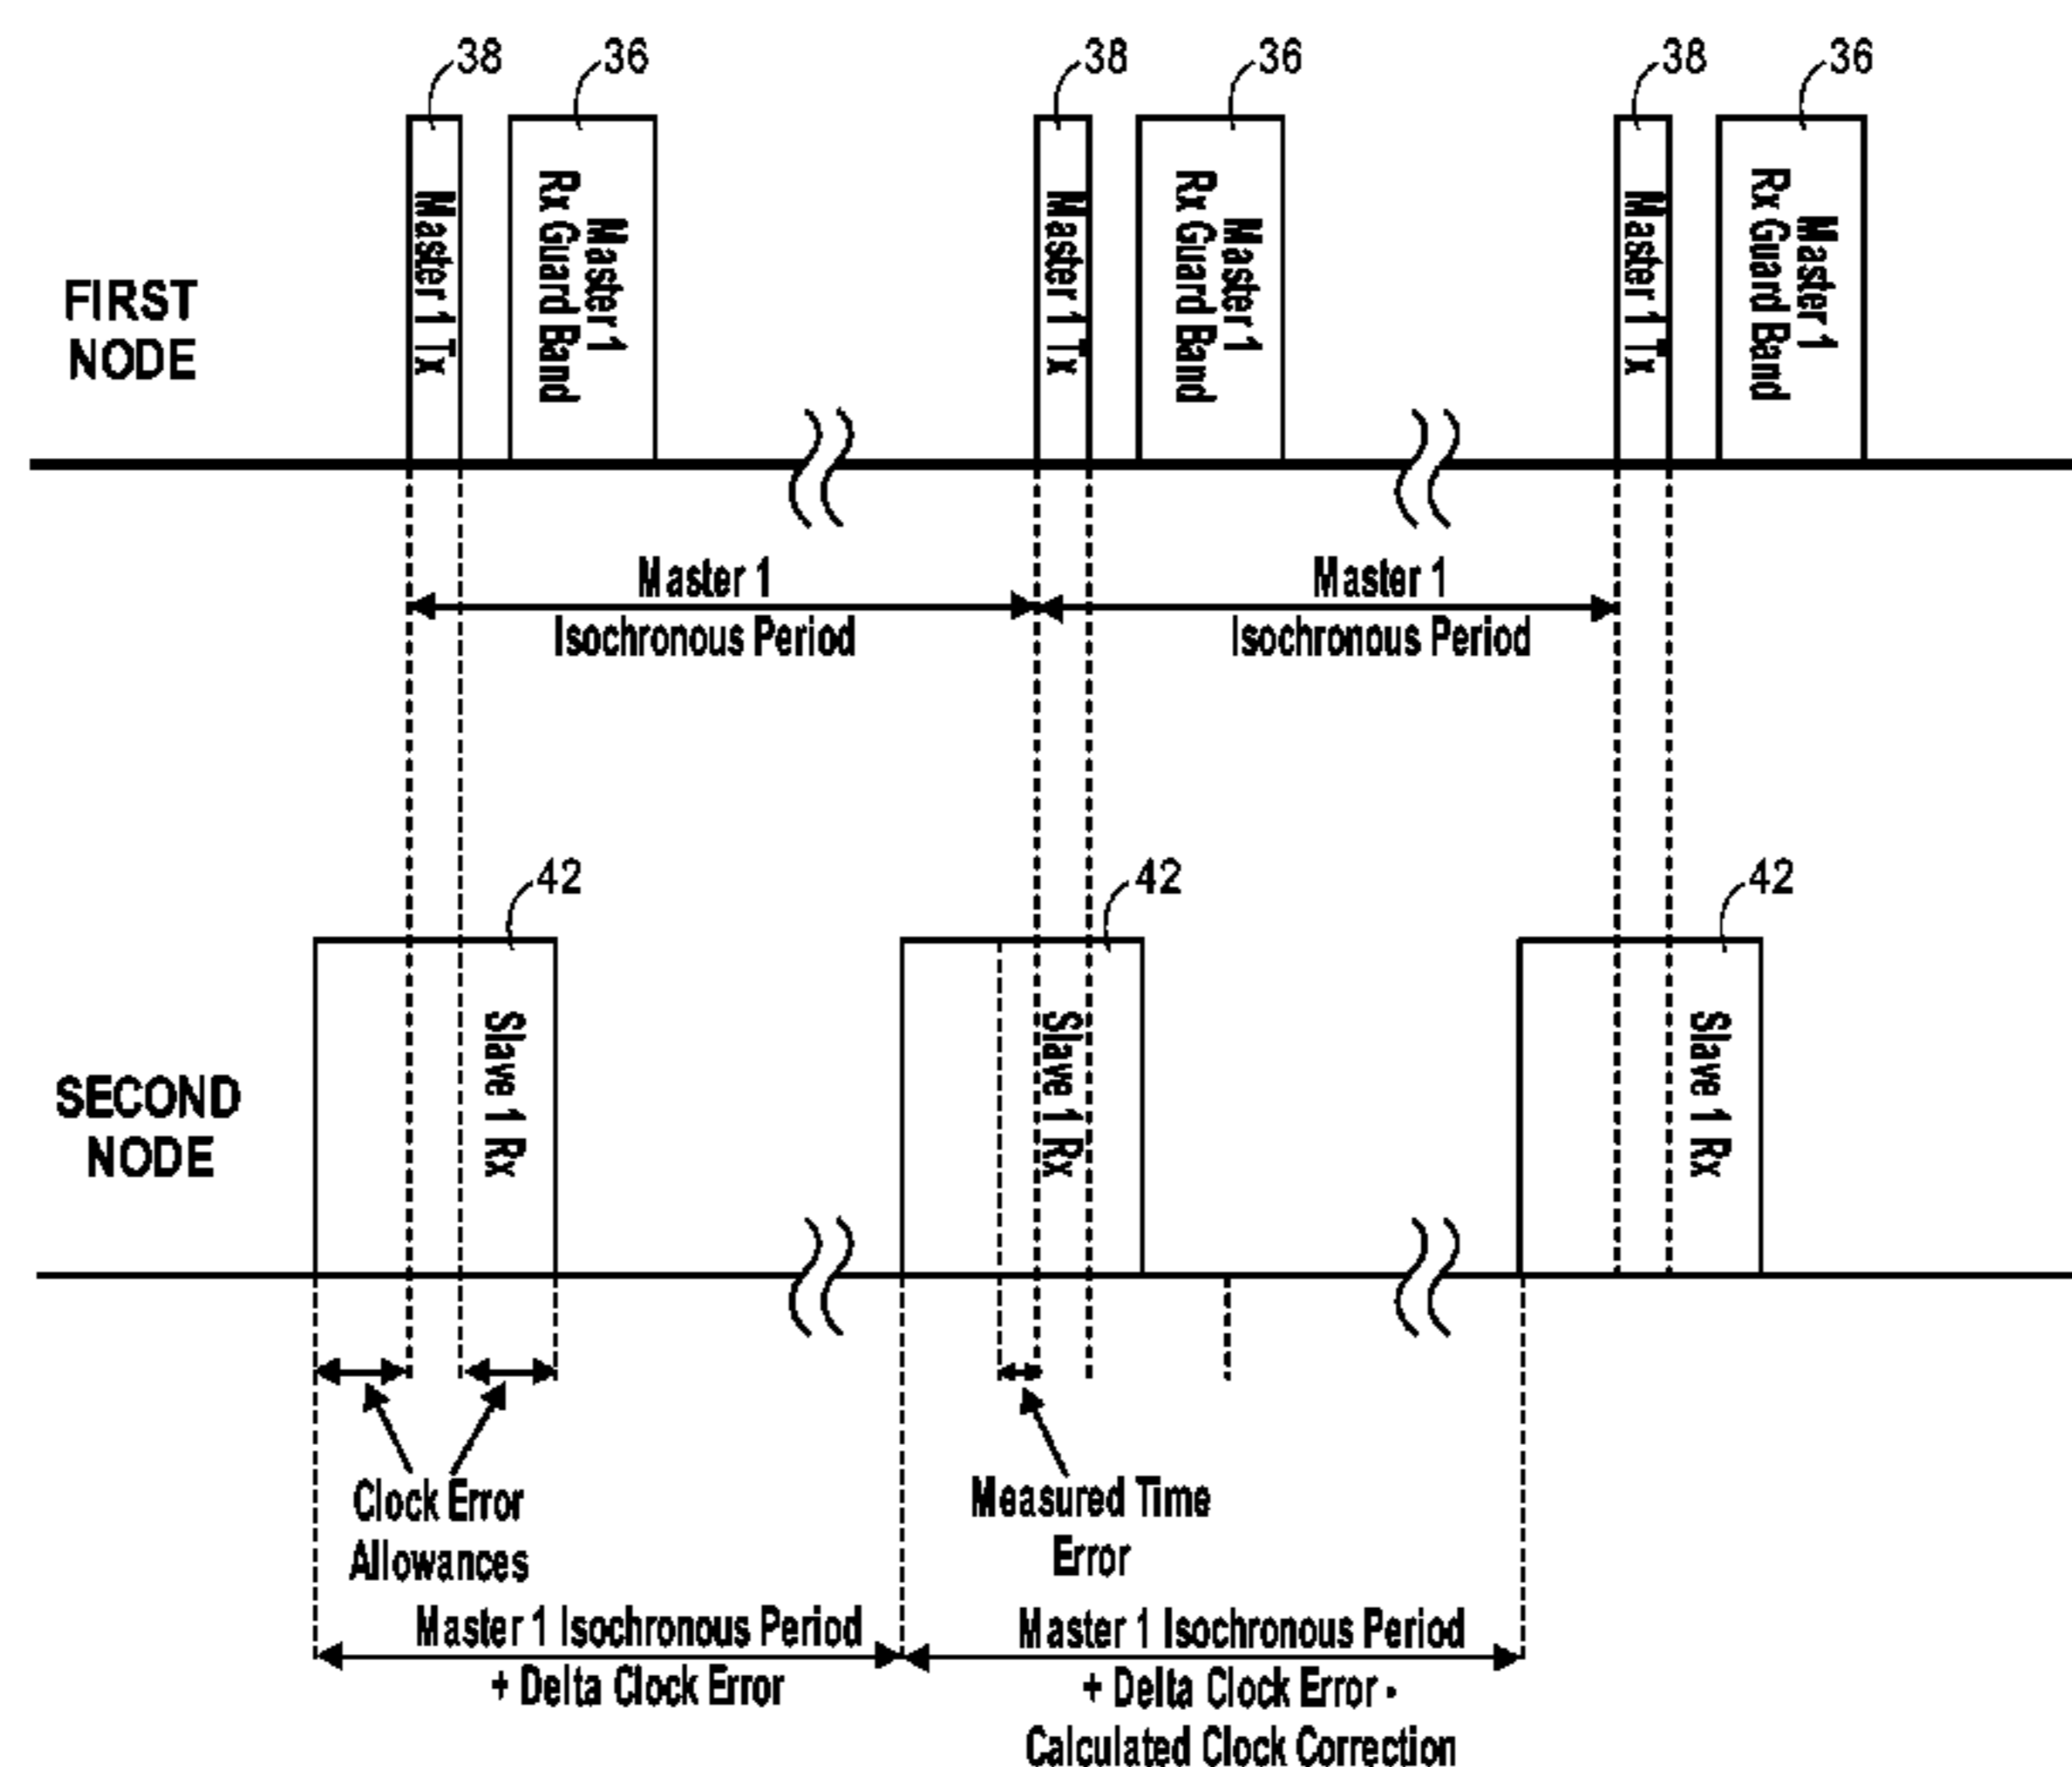 38
36
38
36
38
36
Master 1 Tx
Master 1
Rx Guard Band
Master 1 Tx
Master 1
Rx Guard Band
Master 1 Tx
Master 1
Rx Guard Band
FIRST
NODE
Master 1
Isochronous Period
Master 1
Isochronous Period
42
42
42
Slave 1 Rx
Slave 1 Rx
Slave 1 Rx
SECOND
NODE
Clock Error
Allowances
Measured Time
Error
Master 1 Isochronous Period
+ Delta Clock Error
Master 1 Isochronous Period
+ Delta Clock Error -
Calculated Clock Correction